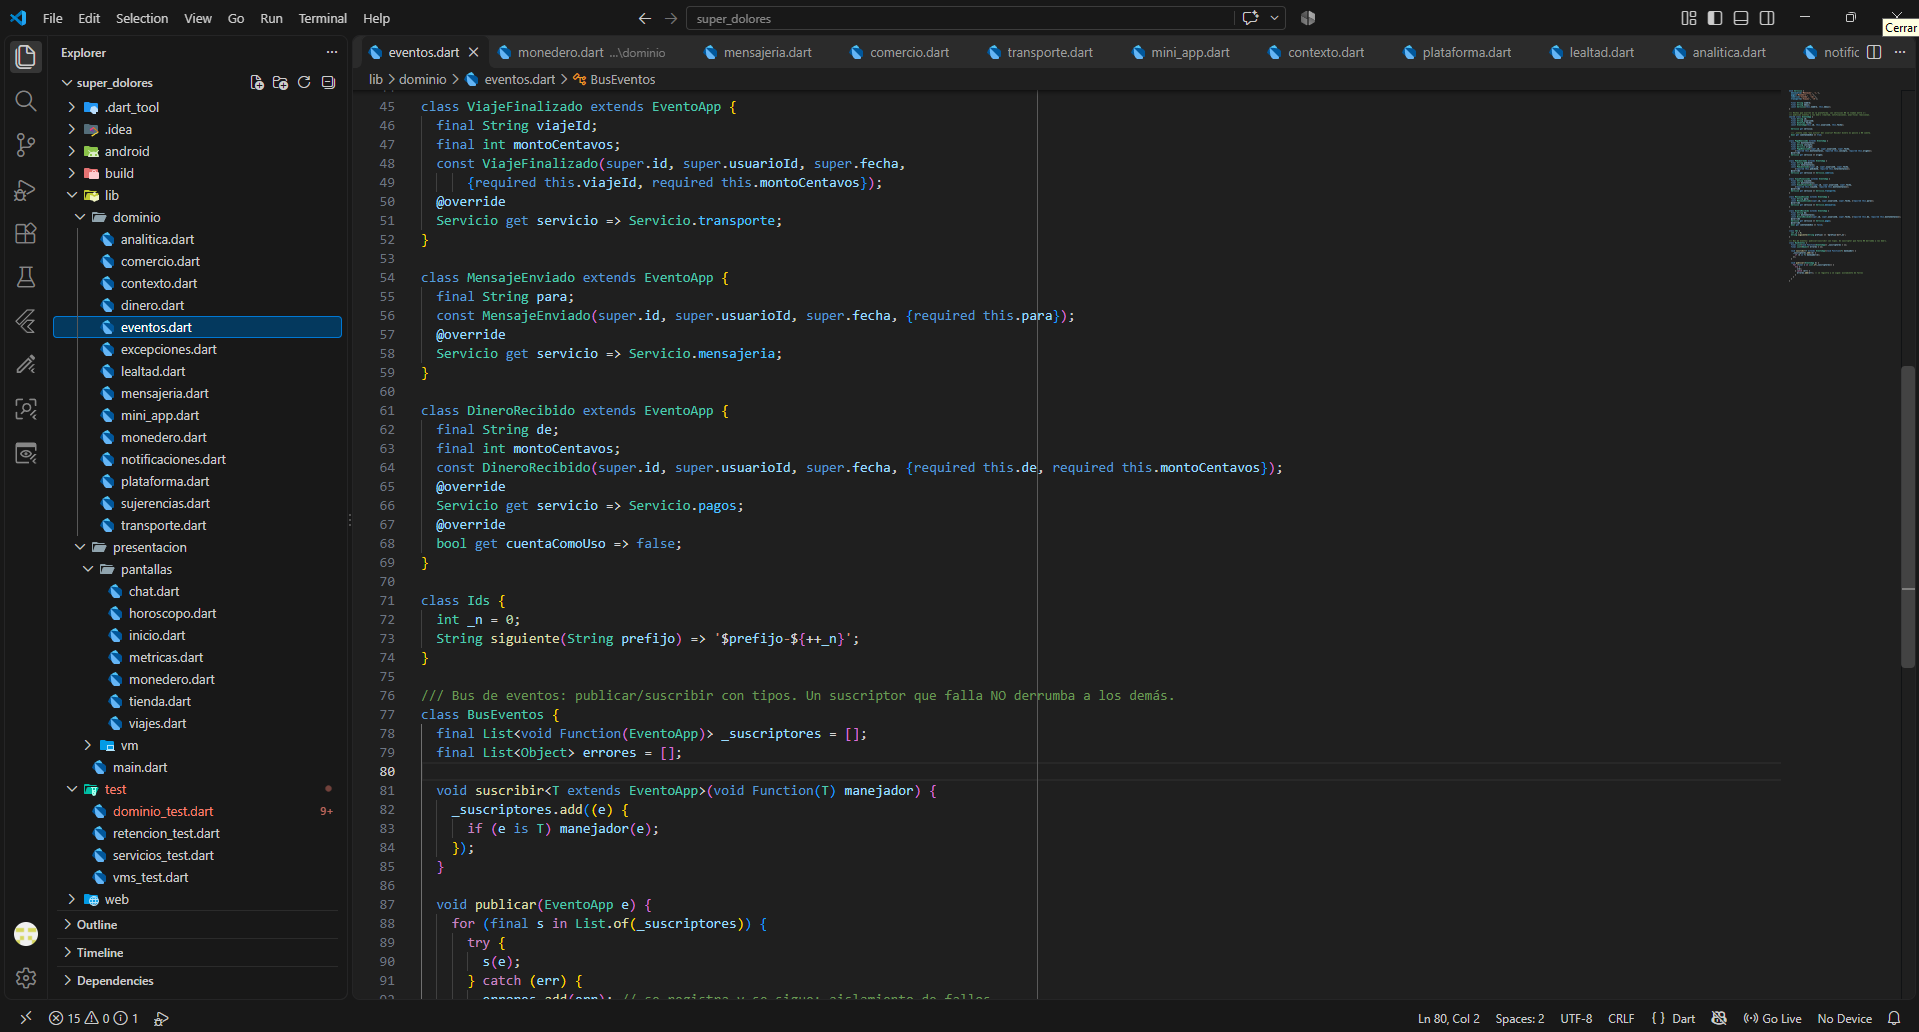 File Edit Selection View Go Run Terminal Help
super_dolores
Cerrar
Explorer
super_dolores
.dart_tool
.idea
android
build
lib
dominio
analitica.dart
comercio.dart
contexto.dart
dinero.dart
eventos.dart
excepciones.dart
lealtad.dart
mensajeria.dart
mini_app.dart
monedero.dart
notificaciones.dart
plataforma.dart
sujerencias.dart
transporte.dart
presentacion
pantallas
chat.dart
horoscopo.dart
inicio.dart
metricas.dart
monedero.dart
tienda.dart
viajes.dart
vm
main.dart
test
dominio_test.dart 9+
retencion_test.dart
servicios_test.dart
vms_test.dart
web
Outline
Timeline
Dependencies
eventos.dart monedero.dart ...\dominio mensajeria.dart comercio.dart transporte.dart mini_app.dart contexto.dart plataforma.dart lealtad.dart analitica.dart notific
lib > dominio > eventos.dart > BusEventos
45 class ViajeFinalizado extends EventoApp {
46 final String viajeId;
47 final int montoCentavos;
48 const ViajeFinalizado(super.id, super.usuarioId, super.fecha,
49 {required this.viajeId, required this.montoCentavos});
50 @override
51 Servicio get servicio => Servicio.transporte;
52 }
53
54 class MensajeEnviado extends EventoApp {
55 final String para;
56 const MensajeEnviado(super.id, super.usuarioId, super.fecha, {required this.para});
57 @override
58 Servicio get servicio => Servicio.mensajeria;
59 }
60
61 class DineroRecibido extends EventoApp {
62 final String de;
63 final int montoCentavos;
64 const DineroRecibido(super.id, super.usuarioId, super.fecha, {required this.de, required this.montoCentavos});
65 @override
66 Servicio get servicio => Servicio.pagos;
67 @override
68 bool get cuentaComoUso => false;
69 }
70
71 class Ids {
72 int _n = 0;
73 String siguiente(String prefijo) => '$prefijo-${++_n}';
74 }
75
76 /// Bus de eventos: publicar/suscribir con tipos. Un suscriptor que falla NO derrumba a los demás.
77 class BusEventos {
78 final List<void Function(EventoApp)> _suscriptores = [];
79 final List<Object> errores = [];
80
81 void suscribir<T extends EventoApp>(void Function(T) manejador) {
82 _suscriptores.add((e) {
83 if (e is T) manejador(e);
84 });
85 }
86
87 void publicar(EventoApp e) {
88 for (final s in List.of(_suscriptores)) {
89 try {
90 s(e);
91 } catch (err) {
92 errores.add(err); // se registra y se sigue: aislamiento de fallos
15 0 1
Ln 80, Col 2 Spaces: 2 UTF-8 CRLF { } Dart Go Live No Device